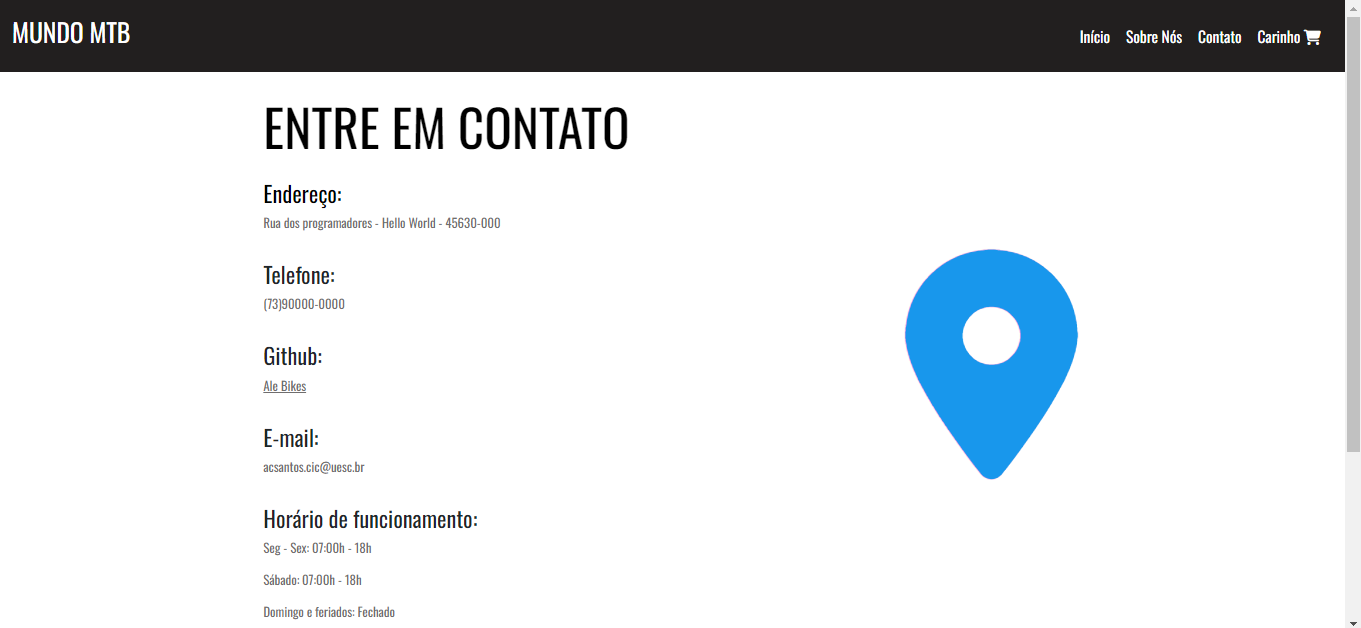 MUNDO MTB
Início Sobre Nós Contato Carinho
ENTRE EM CONTATO
Endereço:
Rua dos programadores - Hello World - 45630-000
Telefone:
(73)90000-0000
Github:
Ale Bikes
E-mail:
acsantos.cic@uesc.br
Horário de funcionamento:
Seg - Sex: 07:00h - 18h
Sábado: 07:00h - 18h
Domingo e feriados: Fechado